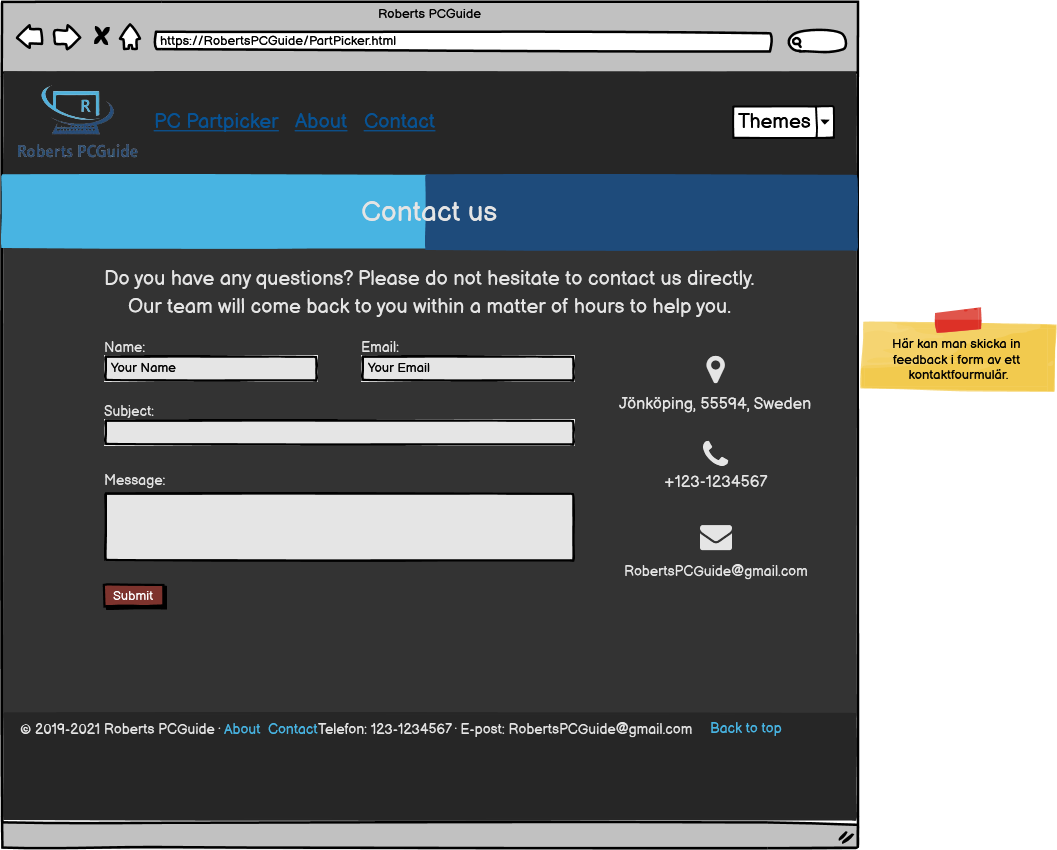 Roberts PCGuide
https://RobertsPCGuide/PartPicker.html
R
Roberts PCGuide
PC Partpicker About Contact
Themes
Contact us
Do you have any questions? Please do not hesitate to contact us directly.
Our team will come back to you within a matter of hours to help you.
Name:
Your Name
Email:
Your Email
Subject:
Message:
Submit
Jönköping, 55594, Sweden
+123-1234567
RobertsPCGuide@gmail.com
Här kan man skicka in
feedback i form av ett
kontaktfourmulär.
© 2019-2021 Roberts PCGuide · About ContactTelefon: 123-1234567 · E-post: RobertsPCGuide@gmail.com Back to top